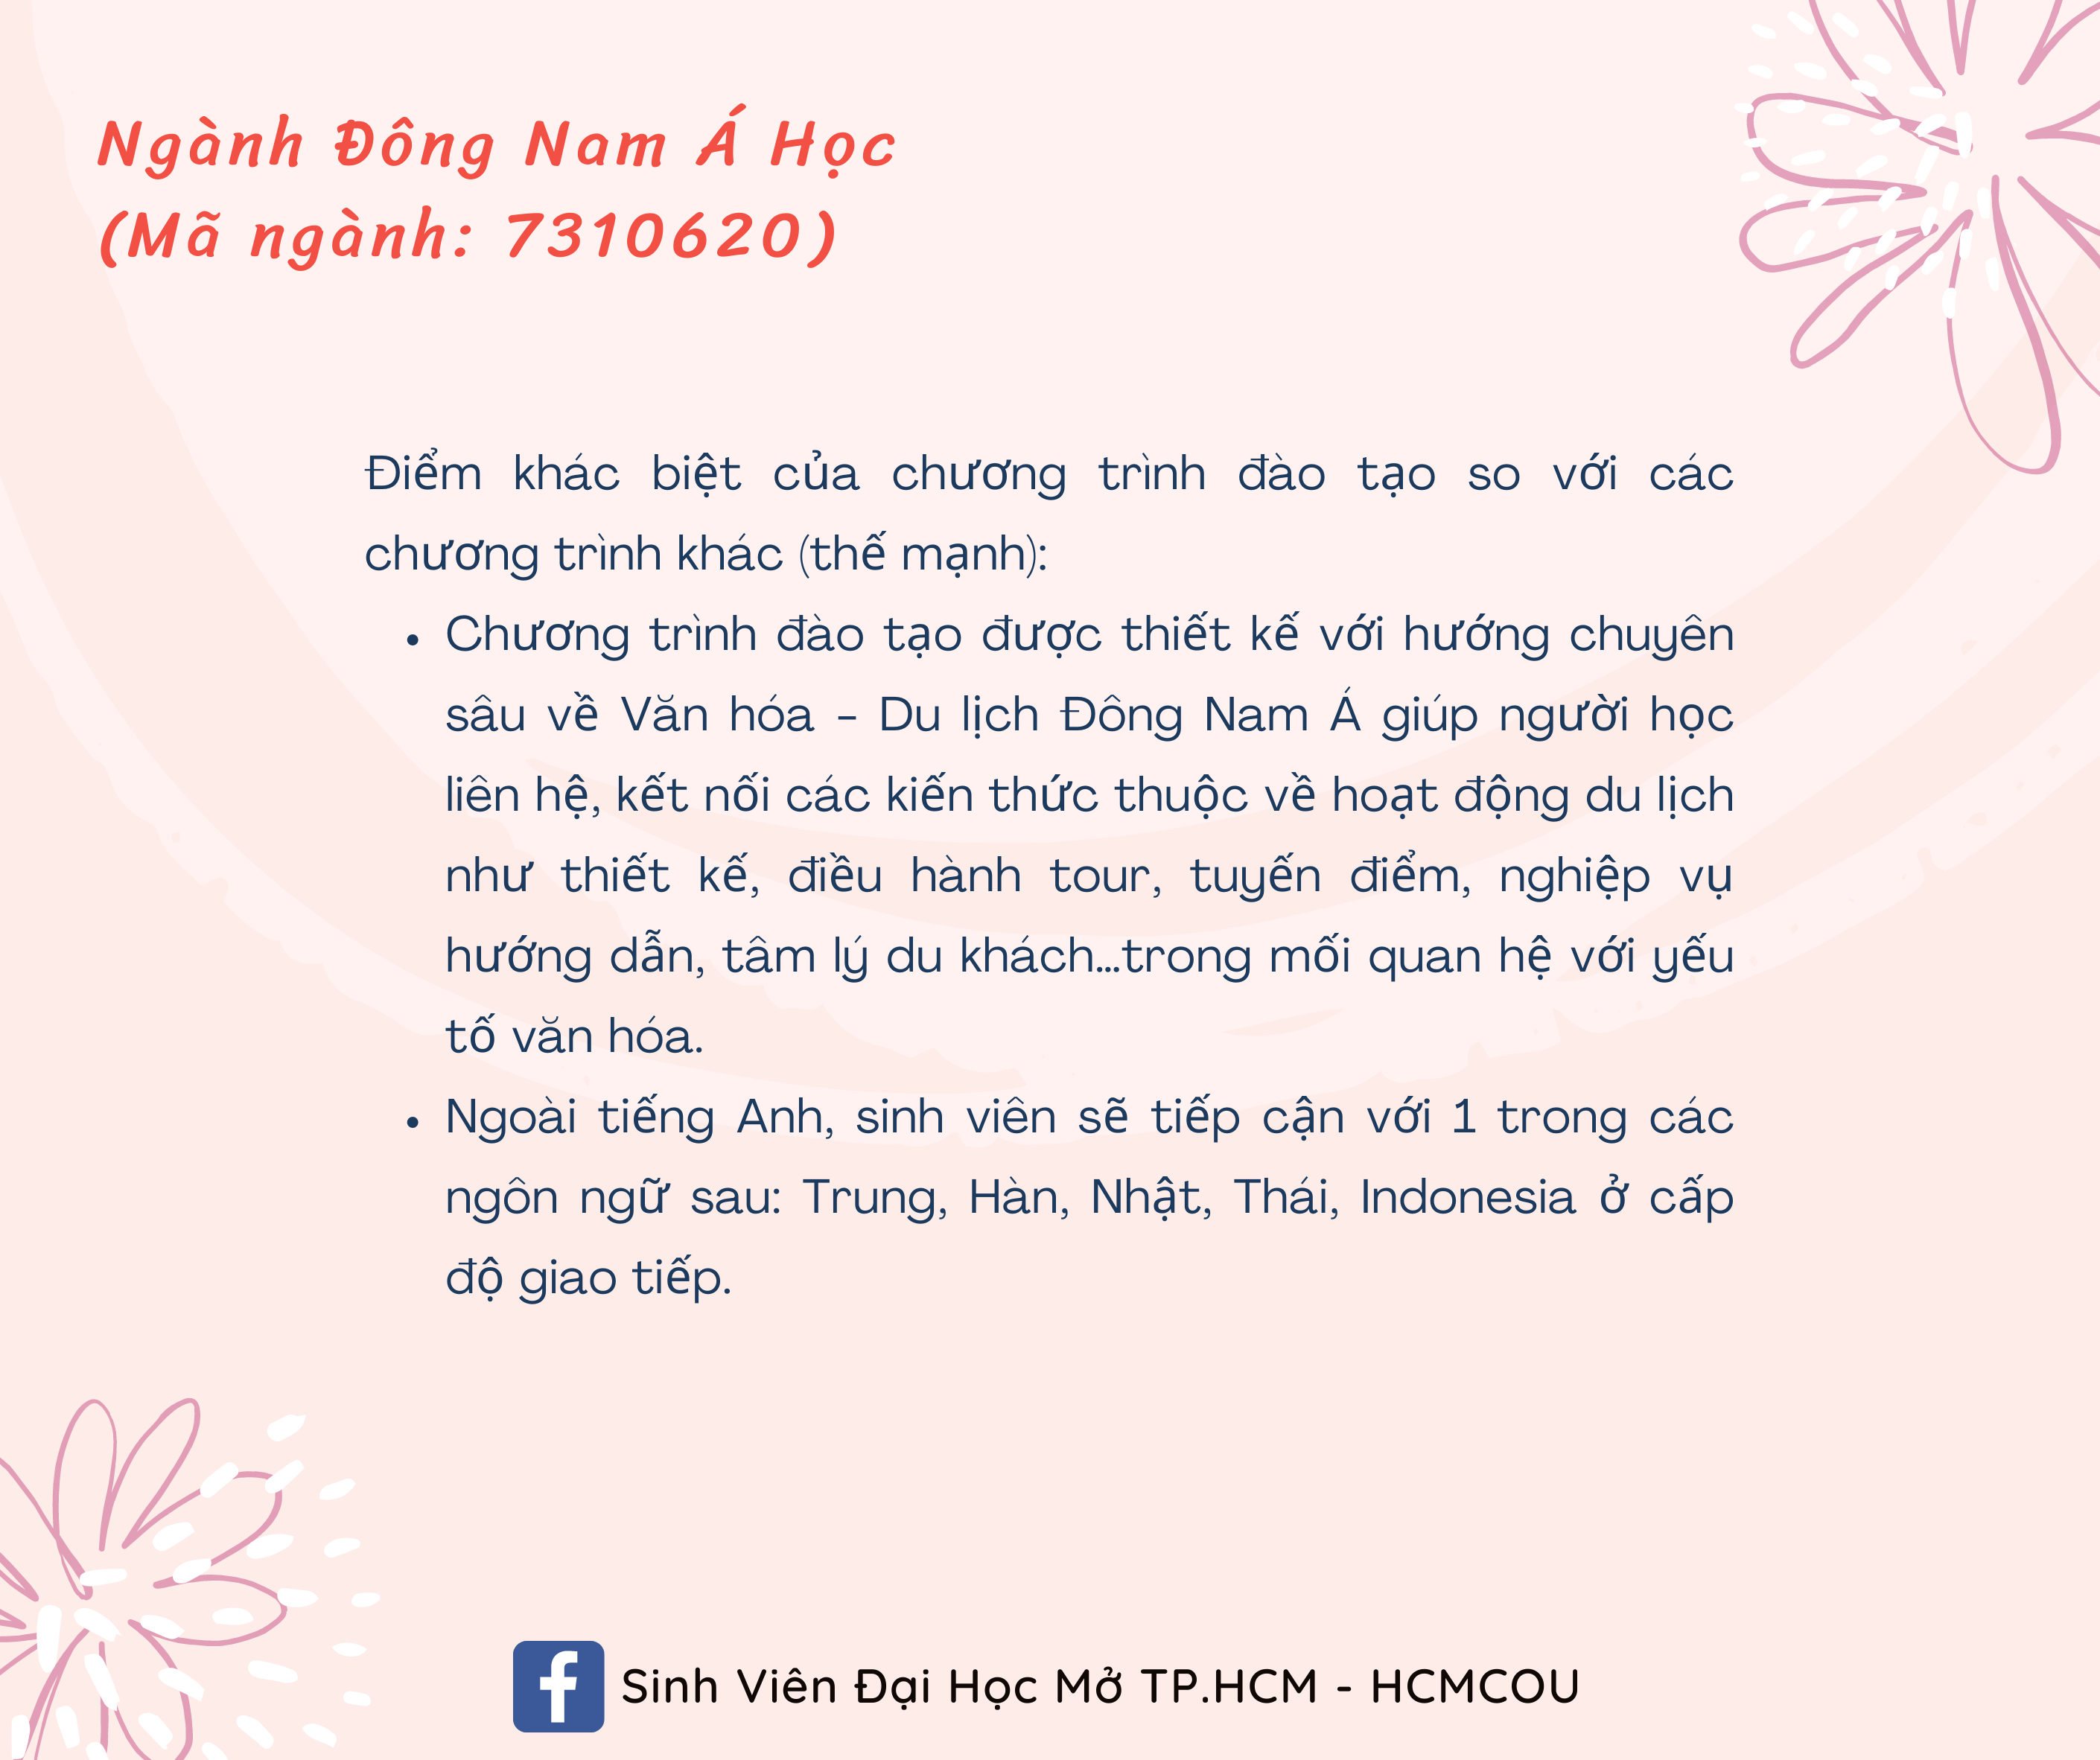 Ngành Đông Nam Á Học
(Mã ngành: 7310620)
Điểm khác biệt của chương trình đào tạo so với các
chương trình khác (thế mạnh):
• Chương trình đào tạo được thiết kế với hướng chuyên
sâu về Văn hóa - Du lịch Đông Nam Á giúp người học
liên hệ, kết nối các kiến thức thuộc về hoạt động du lịch
như thiết kế, điều hành tour, tuyến điểm, nghiệp vụ
hướng dẫn, tâm lý du khách...trong mối quan hệ với yếu
tố văn hóa.
• Ngoài tiếng Anh, sinh viên sẽ tiếp cận với 1 trong các
ngôn ngữ sau: Trung, Hàn, Nhật, Thái, Indonesia ở cấp
độ giao tiếp.
Sinh Viên Đại Học Mở TP.HCM - HCMCOU